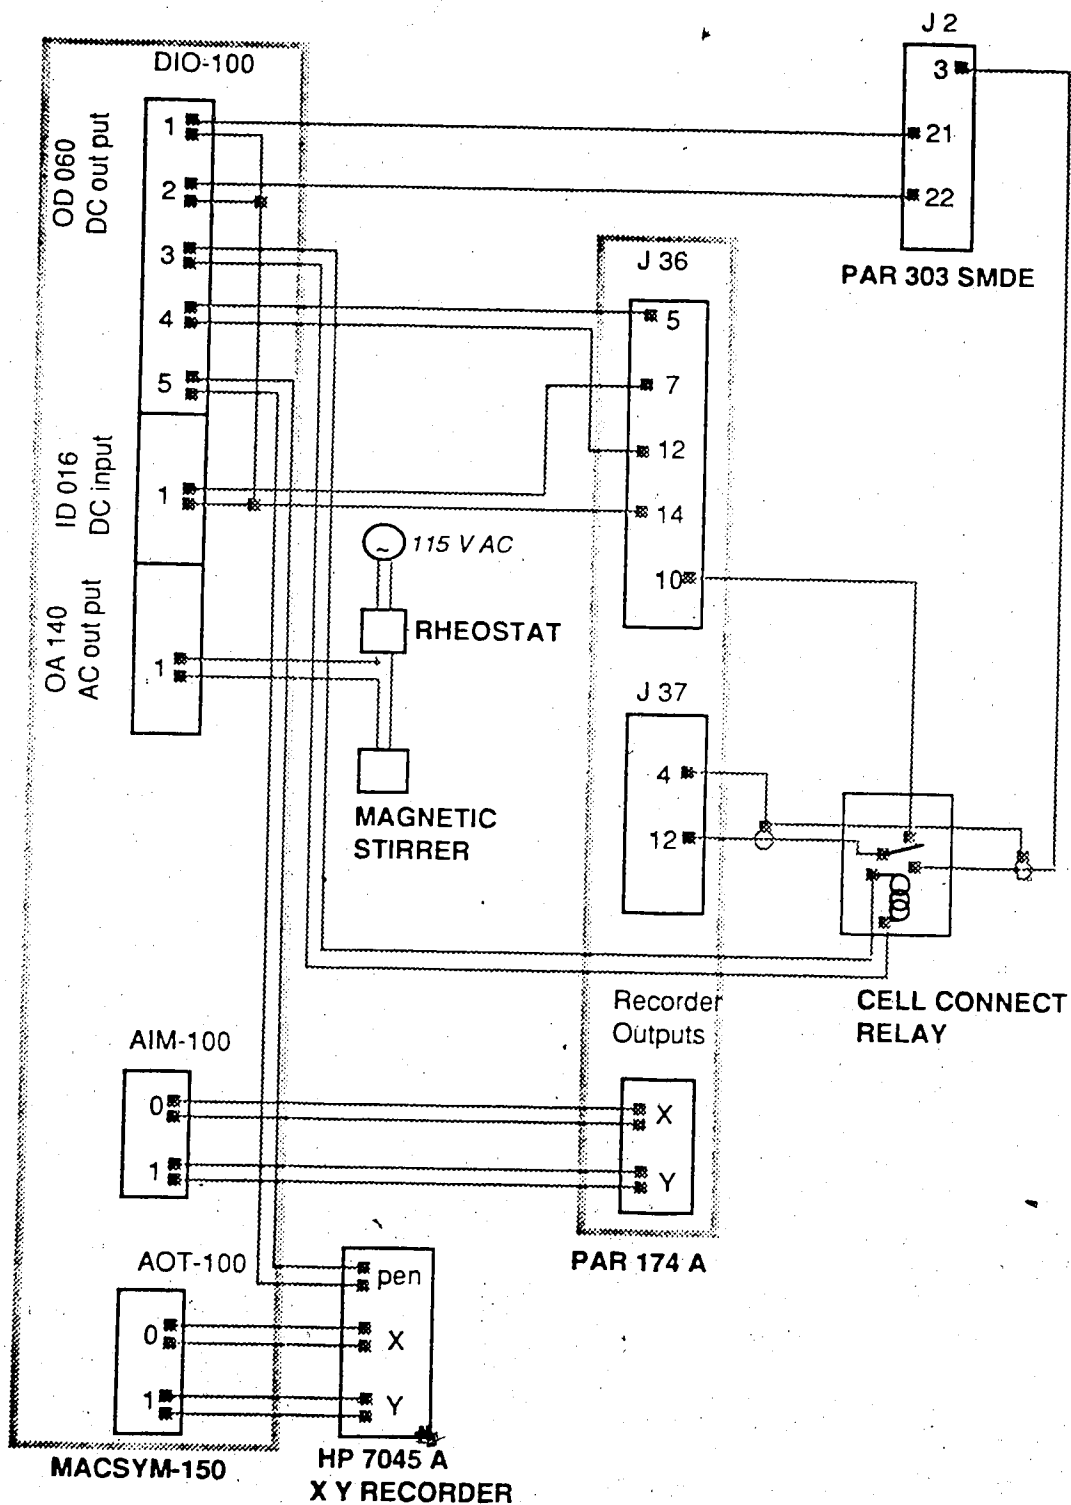 J 2
3
21
22
PAR 303 SMDE
DIO-100
OD 060
DC out put
1
2
3
4
5
ID 016
DC input
1
OA 140
AC out put
1
J 36
5
7
12
14
10
~
115 V AC
RHEOSTAT
MAGNETIC
STIRRER
J 37
4
12
CELL CONNECT
RELAY
Recorder
Outputs
X
Y
PAR 174 A
AIM-100
0
1
AOT-100
0
1
MACSYM-150
pen
X
Y
HP 7045 A
X Y RECORDER